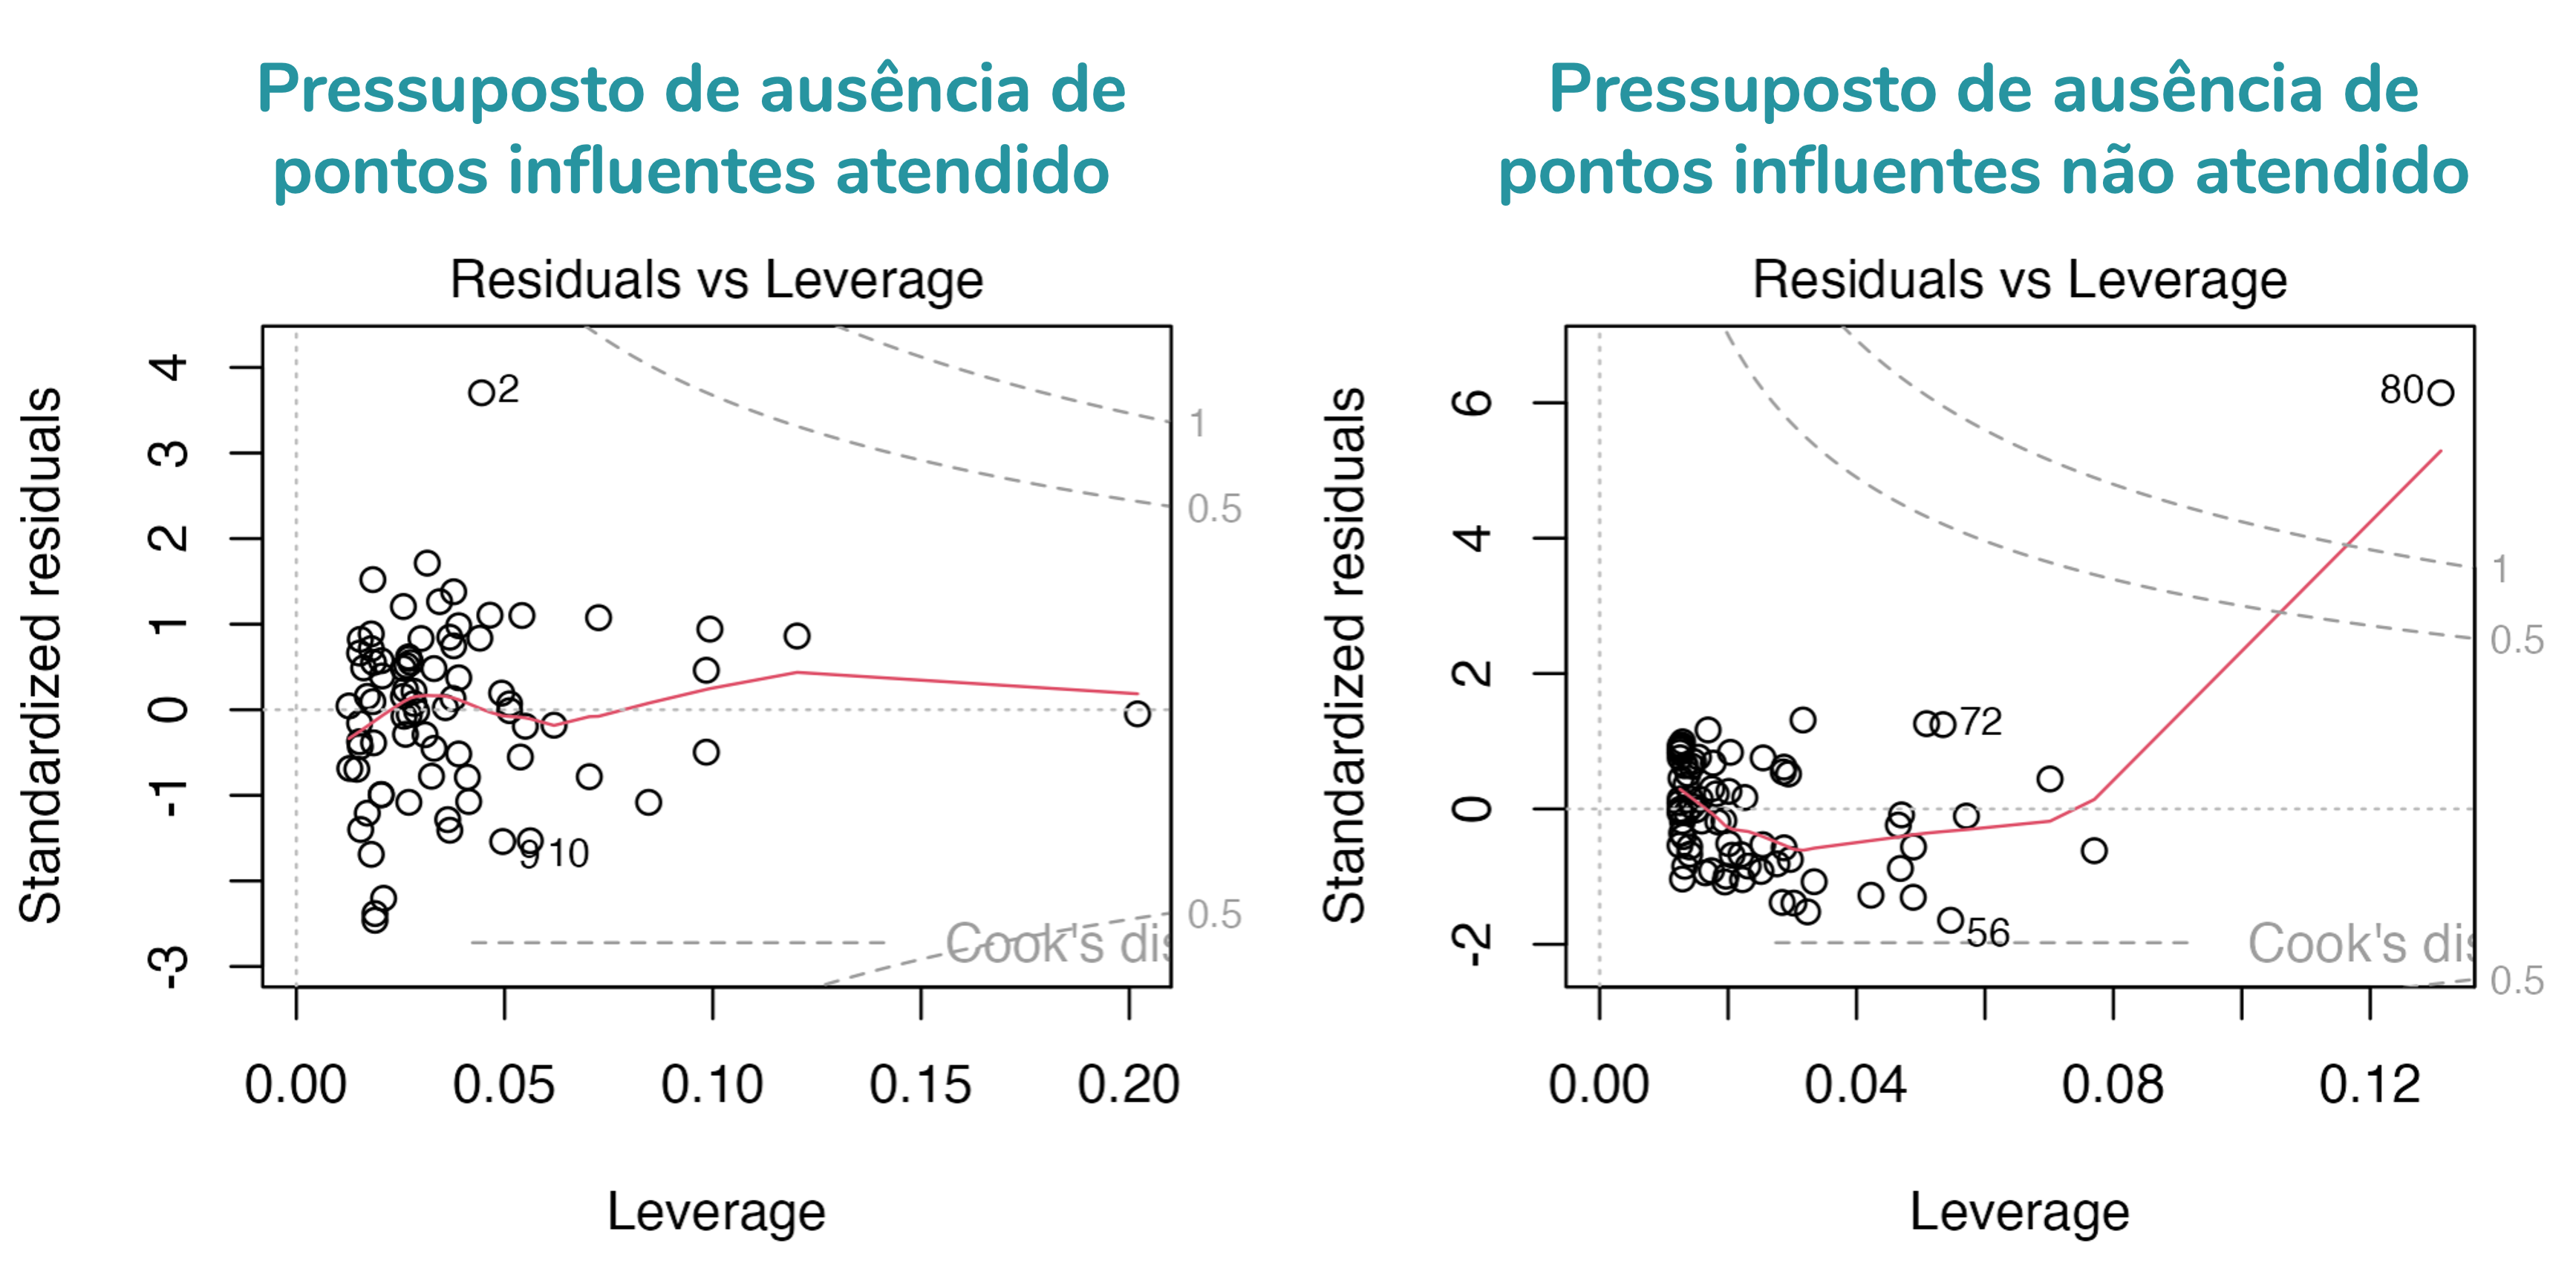 Pressuposto de ausência de
pontos influentes atendido
Residuals vs Leverage
Standardized residuals
4
3
2
1
0
-1
-3
2
9 10
1
0.5
0.5
Cook's dis
0.00 0.05 0.10 0.15 0.20
Leverage
Pressuposto de ausência de
pontos influentes não atendido
Residuals vs Leverage
Standardized residuals
6
4
2
0
-2
80
72
56
1
0.5
0.5
Cook's dis
0.00 0.04 0.08 0.12
Leverage